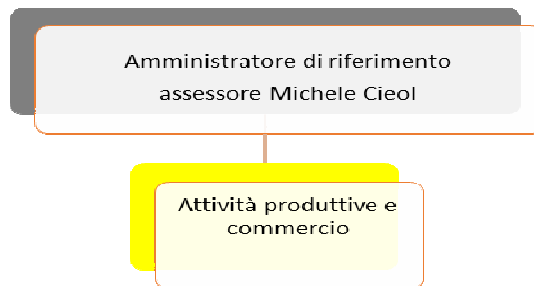 Amministratore di riferimento
assessore Michele Cieol
Attività produttive e
commercio